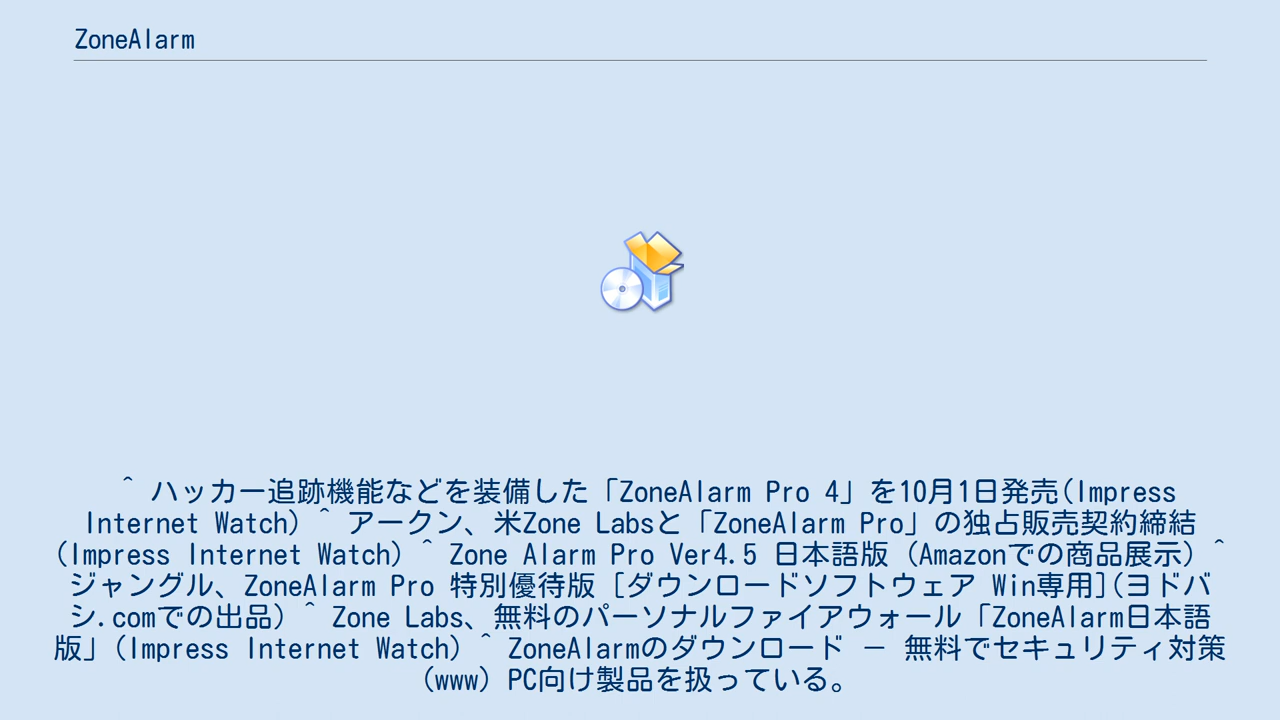 ZoneAlarm
^ ハッカー追跡機能などを装備した「ZoneAlarm Pro 4」を10月1日発売(Impress
Internet Watch) ^ アークン、米Zone Labsと「ZoneAlarm Pro」の独占販売契約締結
(Impress Internet Watch) ^ Zone Alarm Pro Ver4.5 日本語版 (Amazonでの商品展示) ^
ジャングル、ZoneAlarm Pro 特別優待版 [ダウンロードソフトウェア Win専用](ヨドバ
シ.comでの出品) ^ Zone Labs、無料のパーソナルファイアウォール「ZoneAlarm日本語
版」(Impress Internet Watch) ^ ZoneAlarmのダウンロード － 無料でセキュリティ対策
(www) PC向け製品を扱っている。